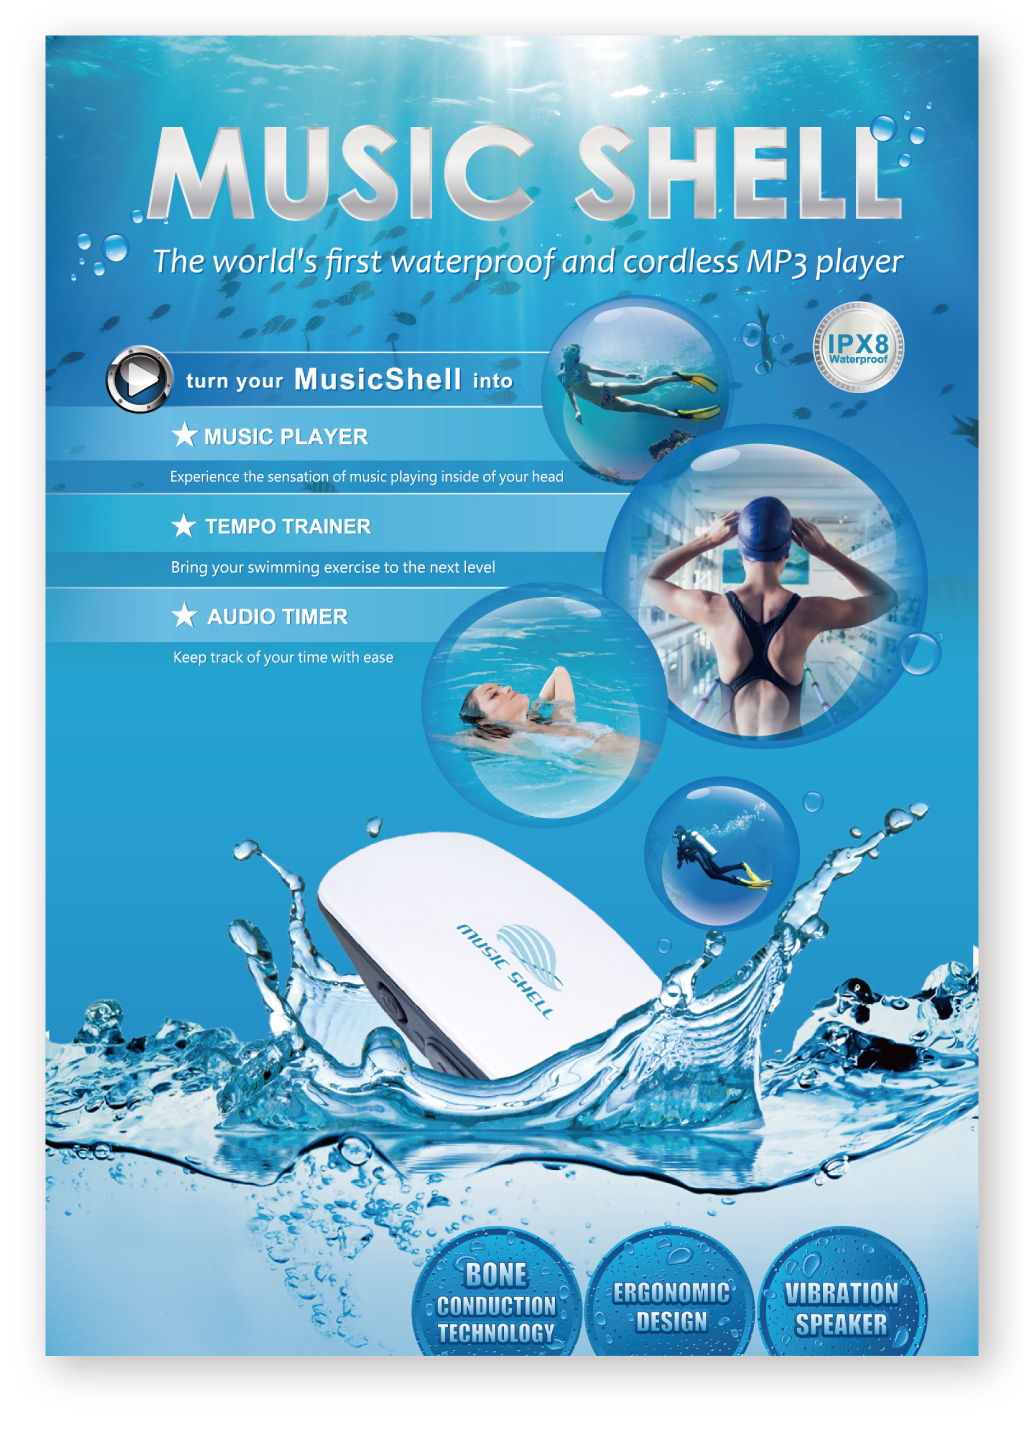 MUSIC SHELL
The world's first waterproof and cordless MP3 player
IPX8
Waterproof
turn your MusicShell into
★ MUSIC PLAYER
Experience the sensation of music playing inside of your head
★ TEMPO TRAINER
Bring your swimming exercise to the next level
★ AUDIO TIMER
Keep track of your time with ease
MUSIC SHELL
BONE
CONDUCTION
TECHNOLOGY
ERGONOMIC
DESIGN
VIBRATION
SPEAKER